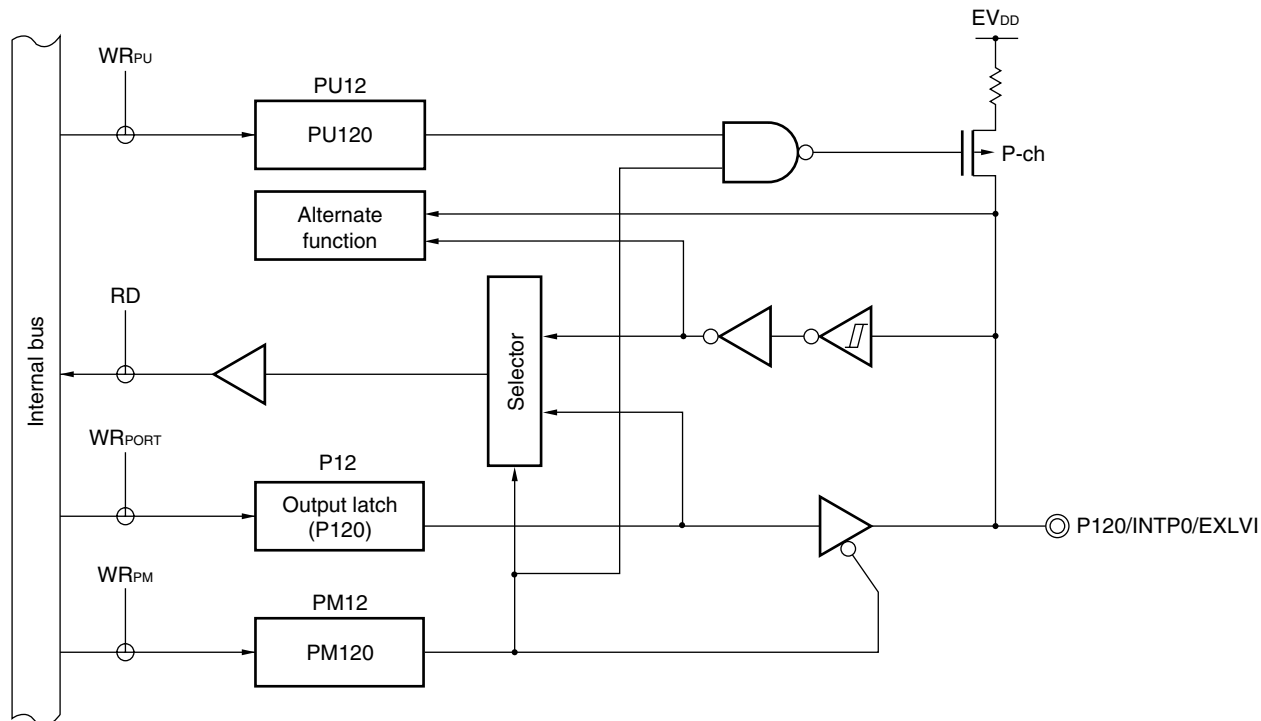 EVDD
WRPU
PU12
PU120
P-ch
Alternate
function
RD
Selector
Internal bus
WRPORT
P12
Output latch
(P120)
P120/INTP0/EXLVI
WRPM
PM12
PM120